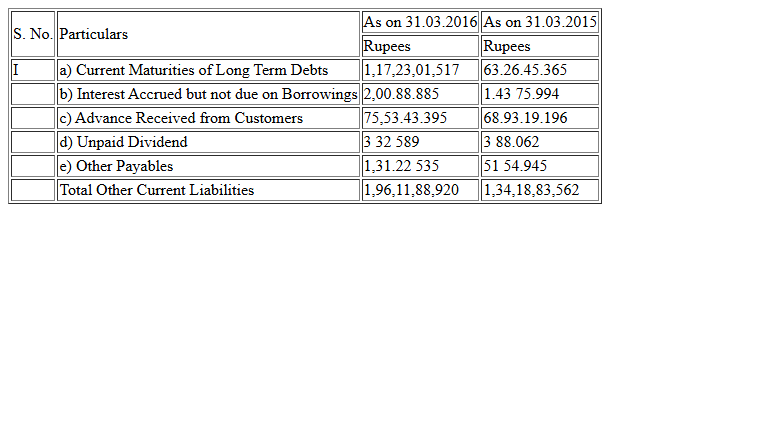 S. No. Particulars As on 31.03.2016 As on 31.03.2015
Rupees Rupees
I a) Current Maturities of Long Term Debts 1,17,23,01,517 63.26.45.365
b) Interest Accrued but not due on Borrowings 2,00.88.885 1.43 75.994
c) Advance Received from Customers 75,53.43.395 68.93.19.196
d) Unpaid Dividend 3 32 589 3 88.062
e) Other Payables 1,31.22 535 51 54.945
Total Other Current Liabilities 1,96,11,88,920 1,34,18,83,562